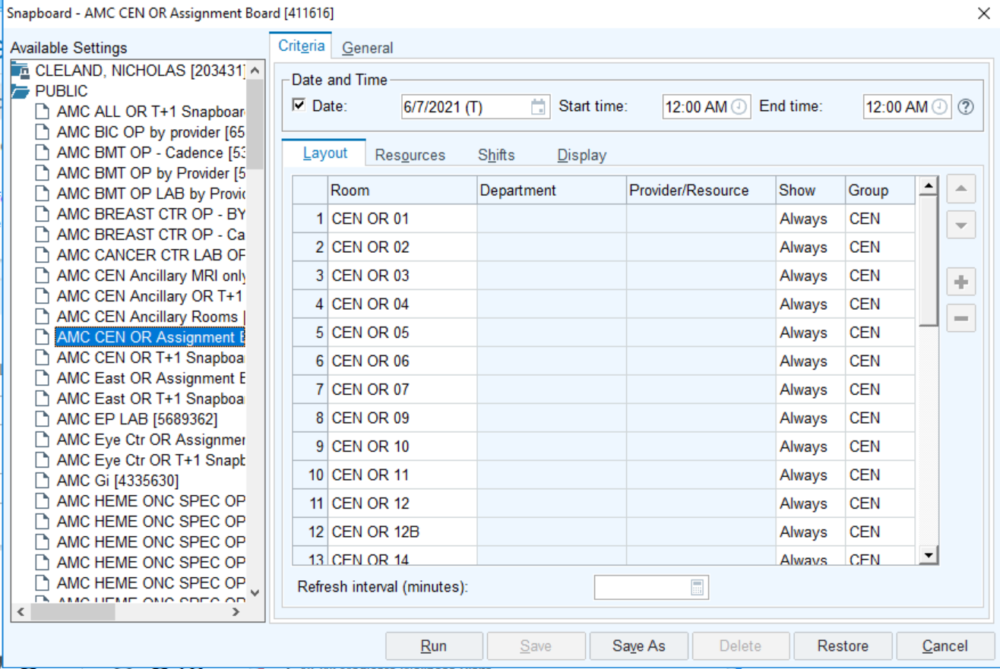 Snapboard - AMC CEN OR Assignment Board [411616]
Available Settings
CLELAND, NICHOLAS [203431]
PUBLIC
AMC ALL OR T+1 Snapboar
AMC BIC OP by provider [65
AMC BMT OP - Cadence [53
AMC BMT OP by Provider [5
AMC BMT OP LAB by Provid
AMC BREAST CTR OP - BY
AMC BREAST CTR OP - Ca
AMC CANCER CTR LAB OF
AMC CEN Ancillary MRI only
AMC CEN Ancillary OR T+1
AMC CEN Ancillary Rooms [
AMC CEN OR Assignment B
AMC CEN OR T+1 Snapboa
AMC East OR Assignment E
AMC East OR T+1 Snapboa
AMC EP LAB [5689362]
AMC Eye Ctr OR Assignmer
AMC Eye Ctr OR T+1 Snapb
AMC Gi [4335630]
AMC HEME ONC SPEC OP
AMC HEME ONC SPEC OP
AMC HEME ONC SPEC OP
AMC HEME ONC SPEC OP
AMC HEME ONC SPEC OP
AMC HEME ONC SPEC OP
Criteria General
Date and Time
Date: 6/7/2021 (T) Start time: 12:00 AM End time: 12:00 AM
Layout Resources Shifts Display
Room Department Provider/Resource Show Group
1 CEN OR 01 Always CEN
2 CEN OR 02 Always CEN
3 CEN OR 03 Always CEN
4 CEN OR 04 Always CEN
5 CEN OR 05 Always CEN
6 CEN OR 06 Always CEN
7 CEN OR 07 Always CEN
8 CEN OR 09 Always CEN
9 CEN OR 10 Always CEN
10 CEN OR 11 Always CEN
11 CEN OR 12 Always CEN
12 CEN OR 12B Always CEN
13 CEN OR 14 Always CEN
Refresh interval (minutes):
Run Save Save As Delete Restore Cancel